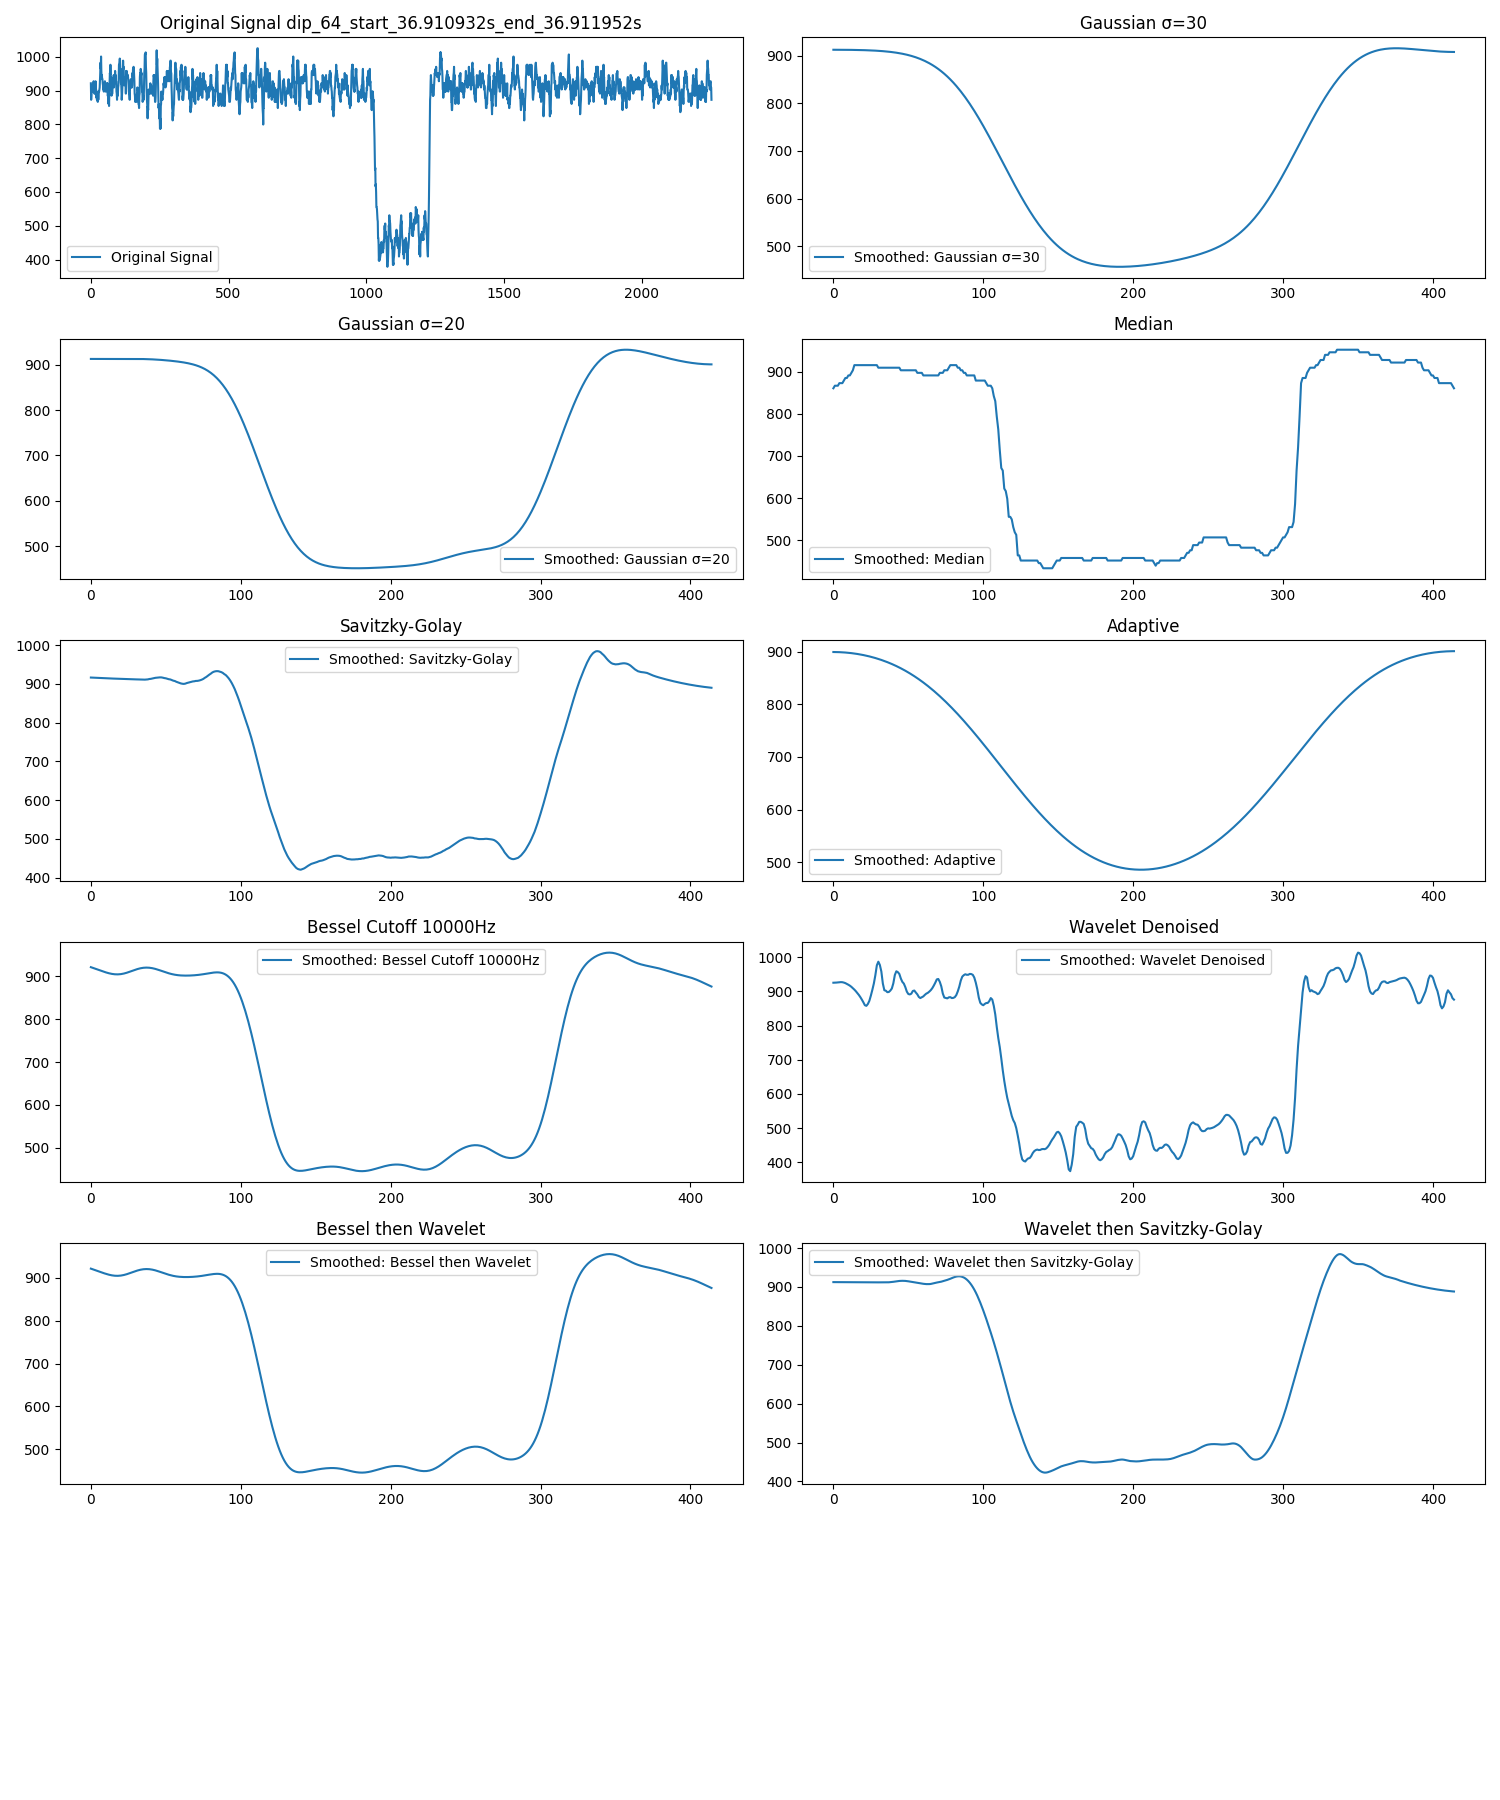 Original Signal dip_64_start_36.910932s_end_36.911952s
1000
900
800
700
600
500
400
Original Signal
0 500 1000 1500 2000
Gaussian σ=30
900
800
700
600
500
Smoothed: Gaussian σ=30
0 100 200 300 400
Gaussian σ=20
900
800
700
600
500
Smoothed: Gaussian σ=20
0 100 200 300 400
Median
900
800
700
600
500
Smoothed: Median
0 100 200 300 400
Savitzky-Golay
1000
900
800
700
600
500
400
Smoothed: Savitzky-Golay
0 100 200 300 400
Adaptive
900
800
700
600
500
Smoothed: Adaptive
0 100 200 300 400
Bessel Cutoff 10000Hz
900
800
700
600
500
Smoothed: Bessel Cutoff 10000Hz
0 100 200 300 400
Wavelet Denoised
1000
900
800
700
600
500
400
Smoothed: Wavelet Denoised
0 100 200 300 400
Bessel then Wavelet
900
800
700
600
500
Smoothed: Bessel then Wavelet
0 100 200 300 400
Wavelet then Savitzky-Golay
1000
900
800
700
600
500
400
Smoothed: Wavelet then Savitzky-Golay
0 100 200 300 400